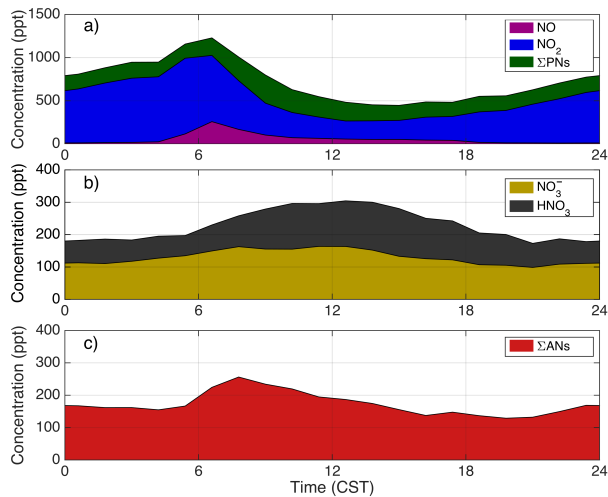 a)
NO
NO2
ΣPNs
Concentration (ppt)
1500
1000
500
0
0 6 12 18 24
b)
NO3−
HNO3
Concentration (ppt)
400
300
200
100
0
0 6 12 18 24
c)
ΣANs
Concentration (ppt)
400
300
200
100
0
0 6 12 18 24
Time (CST)